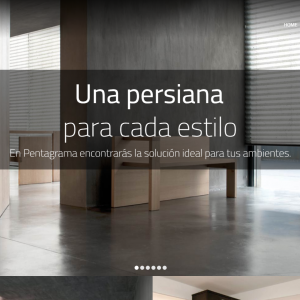 HOME
Una persiana
para cada estilo
En Pentagrama encontrarás la solución ideal para tus ambientes.